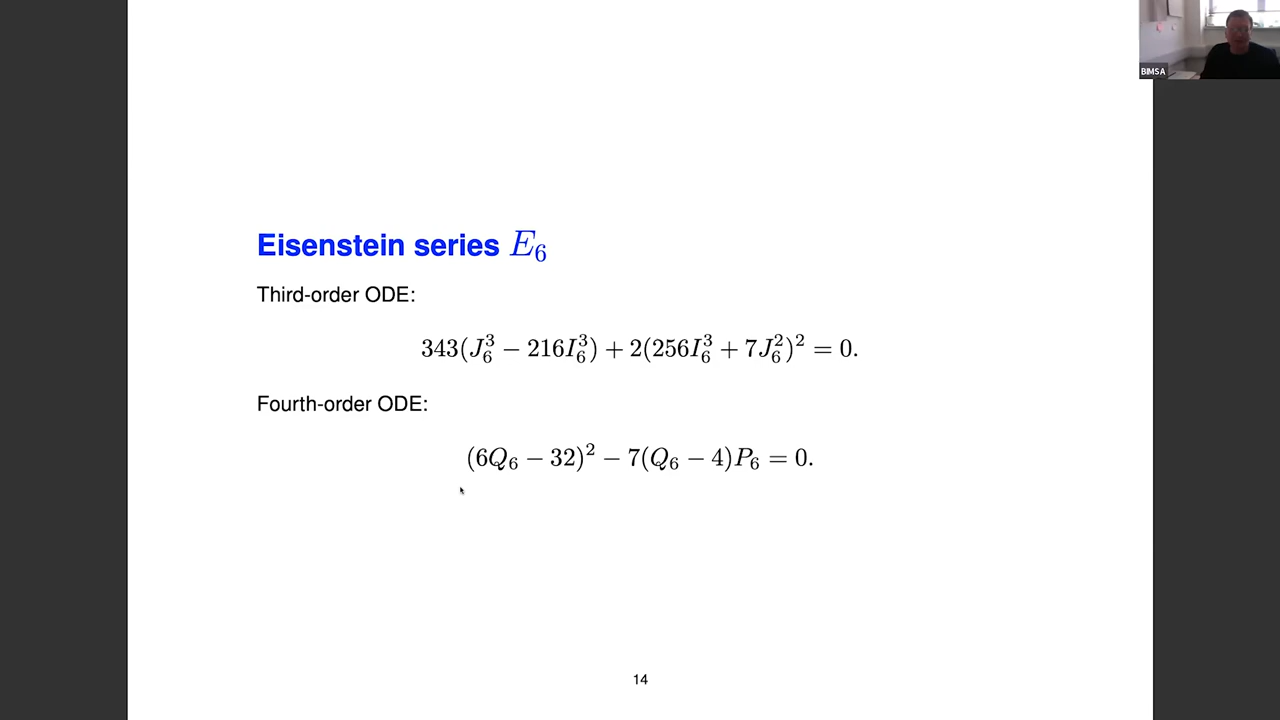 BIMSA
Eisenstein series $E_6$
Third-order ODE:
$343(J_6^3 - 216I_6^3) + 2(256I_6^3 + 7J_6^2)^2 = 0.$
Fourth-order ODE:
$(6Q_6 - 32)^2 - 7(Q_6 - 4)P_6 = 0.$
14